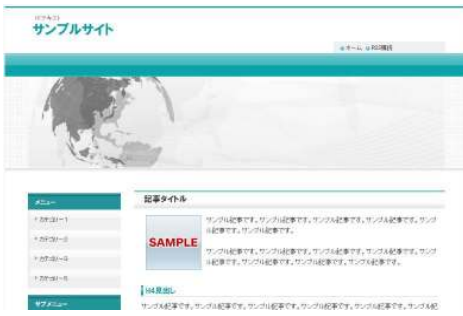 サンプルサイト
ホーム RSS購読
メニュー
カテゴリー1
カテゴリー2
カテゴリー3
サブメニュー
記事タイトル
SAMPLE
サンプル記事です。サンプル記事です。サンプル記事です。サンプル記事です。サンプ
ル記事です。サンプル記事です。
サンプル記事です。サンプル記事です。サンプル記事です。サンプル記事です。サンプ
ル記事です。サンプル記事です。サンプル記事です。サンプル記事です。
H4見出し
サンプル記事です。サンプル記事です。サンプル記事です。サンプル記事です。サンプル記事です。サンプル記